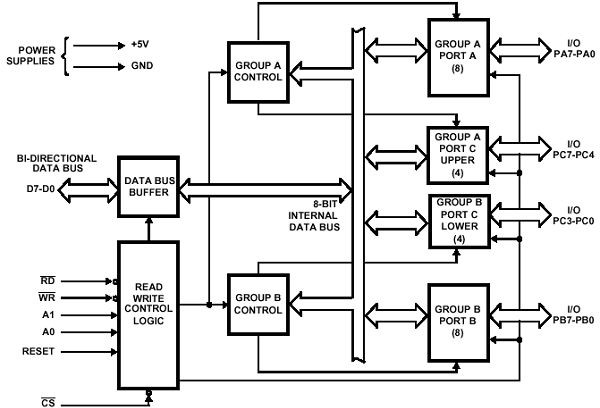 POWER
SUPPLIES
+5V
GND
GROUP A
CONTROL
GROUP A
PORT A
(8)
I/O
PA7-PA0
GROUP A
PORT C
UPPER
(4)
I/O
PC7-PC4
BI-DIRECTIONAL
DATA BUS
D7-D0
DATA BUS
BUFFER
8-BIT
INTERNAL
DATA BUS
GROUP B
PORT C
LOWER
(4)
I/O
PC3-PC0
RD
WR
A1
A0
RESET
CS
READ
WRITE
CONTROL
LOGIC
GROUP B
CONTROL
GROUP B
PORT B
(8)
I/O
PB7-PB0